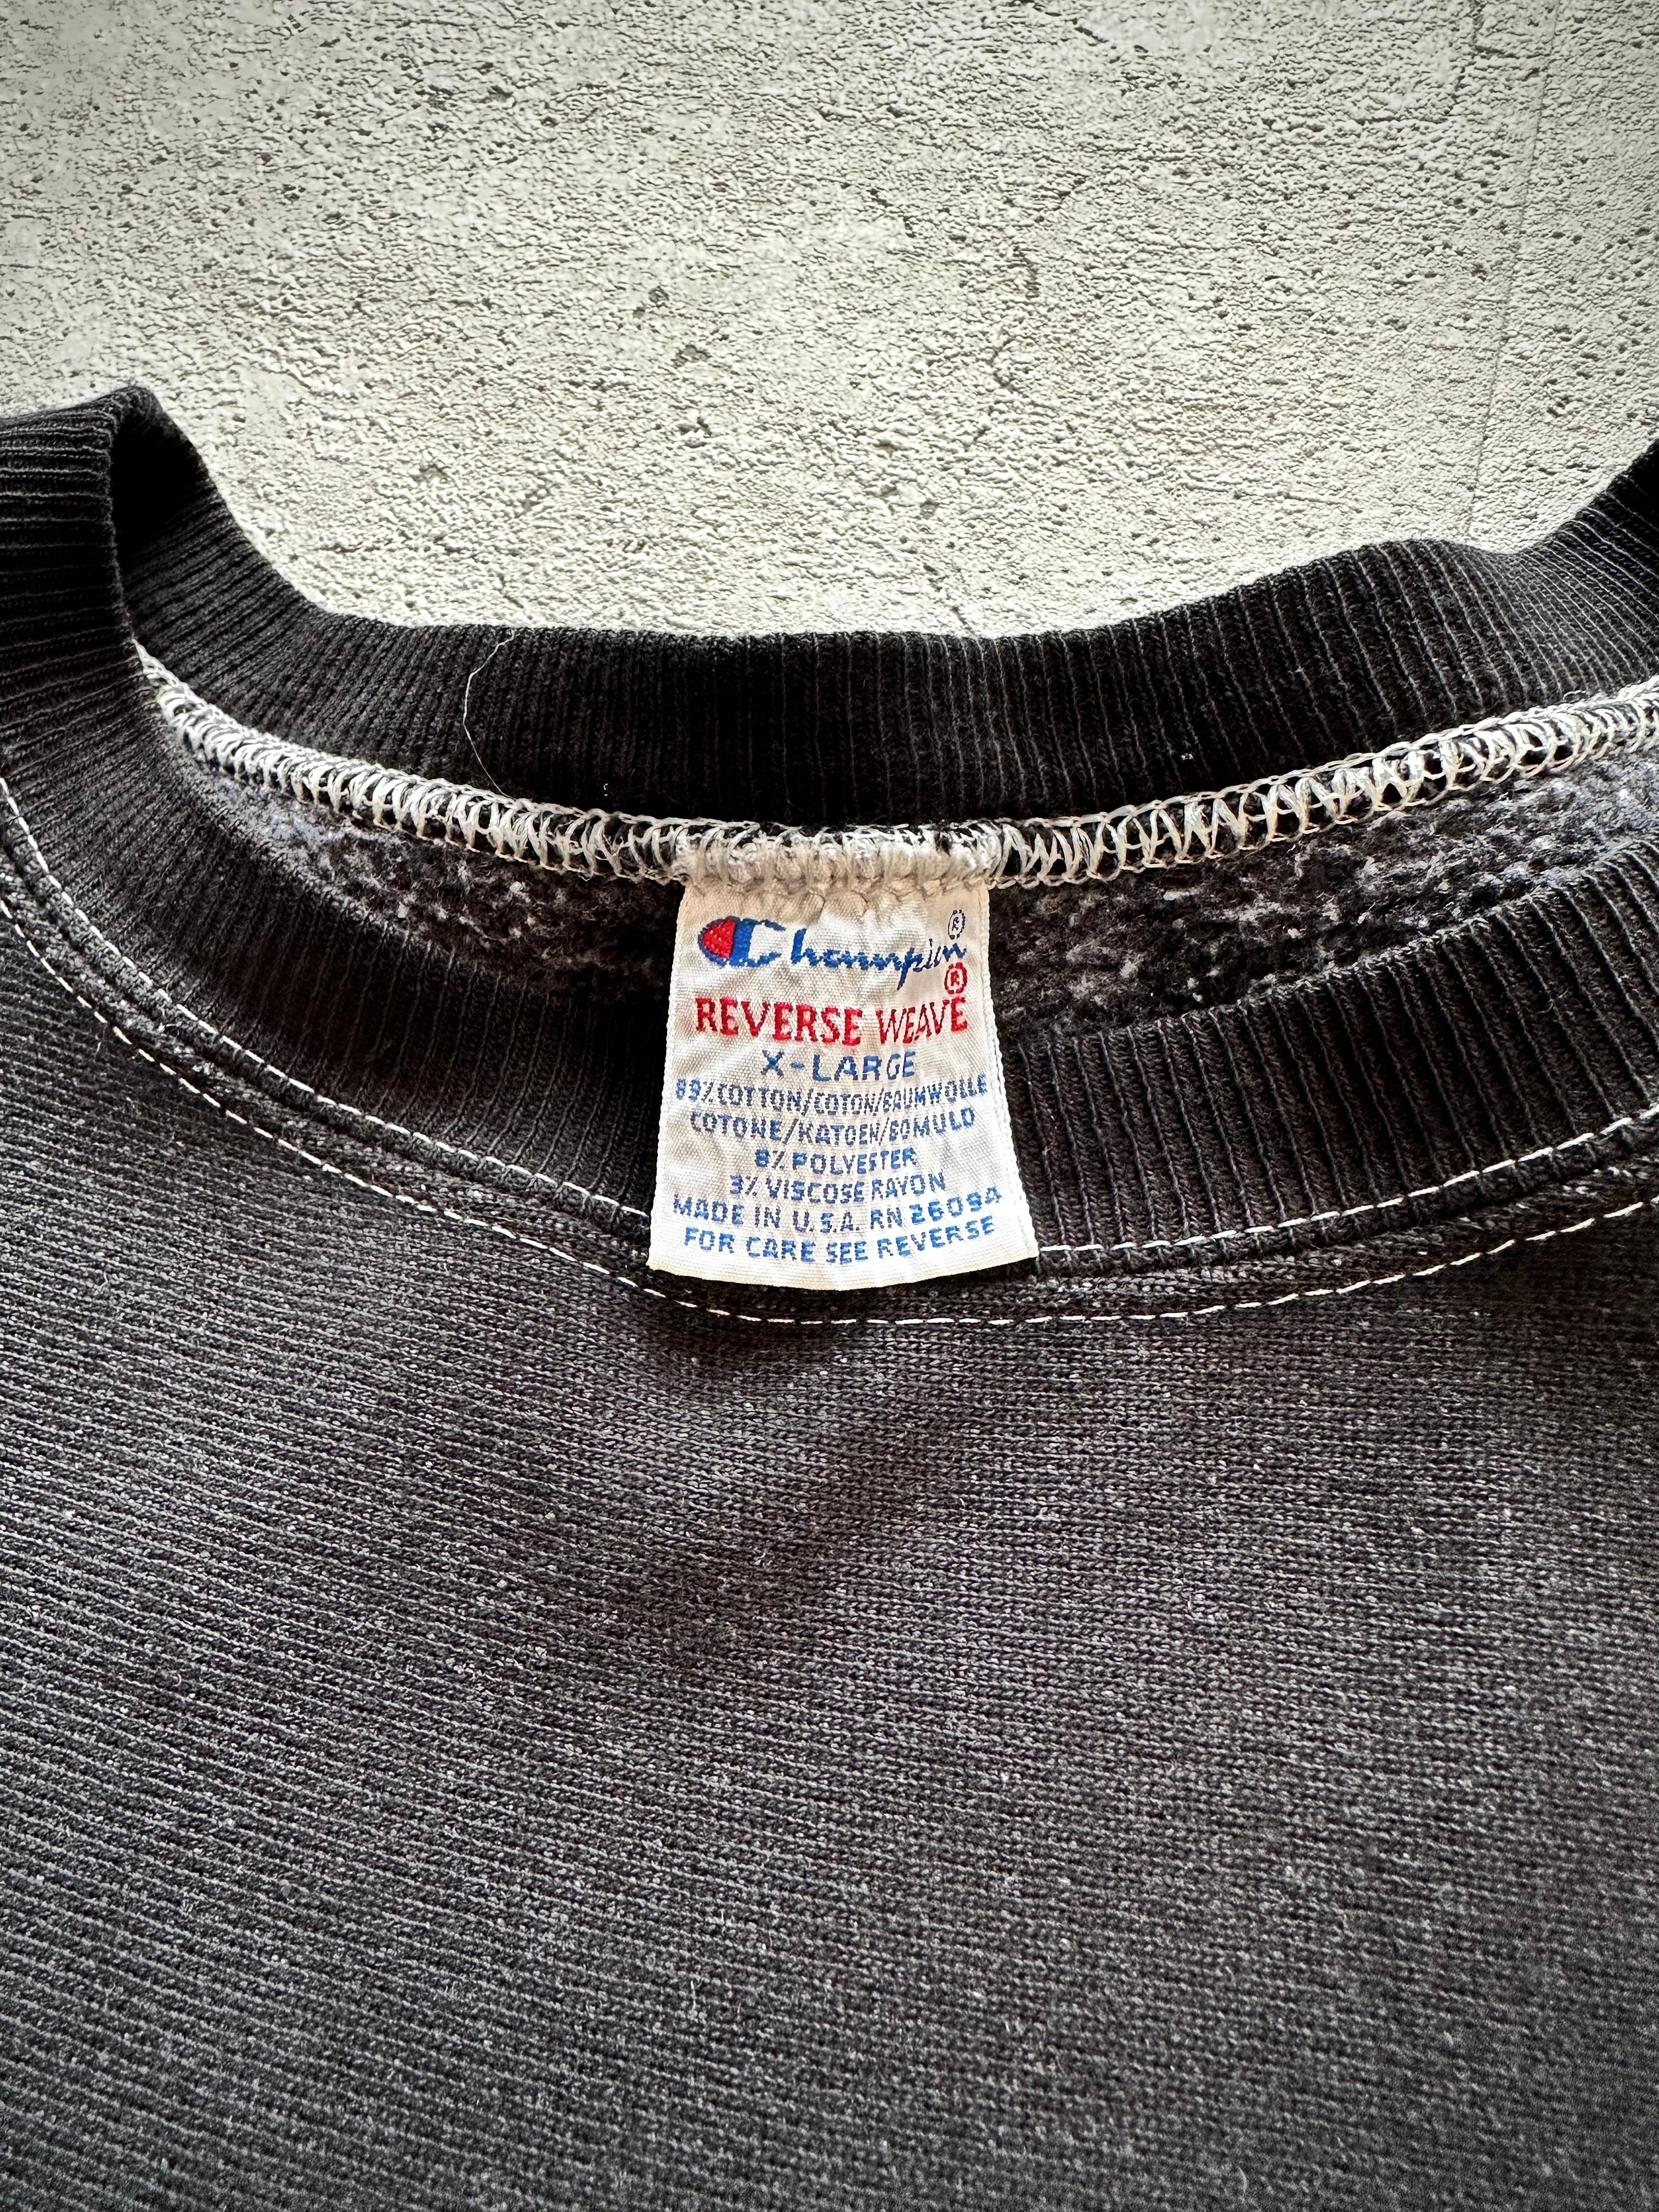 Champion®
REVERSE WEAVE®
X-LARGE
89% COTTON/COTON/BAUMWOLLE
COTONE/KATOEN/BOMULD
8% POLYESTER
3% VISCOSE RAYON
MADE IN U.S.A. RN 26094
FOR CARE SEE REVERSE